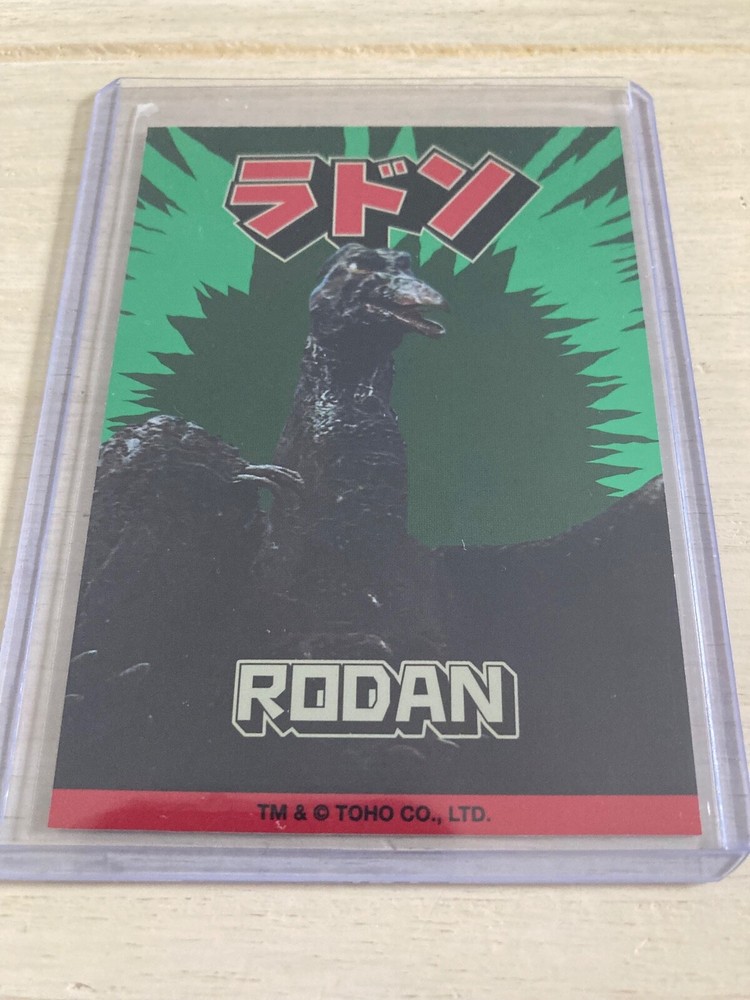 ラドン
RODAN
TM & © TOHO CO., LTD.